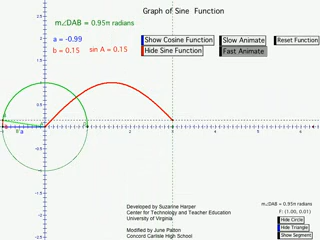 Graph of Sine Function
m∠DAB = 0.95π radians
a = -0.99
b = 0.15
sin A = 0.15
Show Cosine Function
Slow Animate
Reset Function
Hide Sine Function
Fast Animate
Developed by Suzanne Harper
Center for Technology and Teacher Education
University of Virginia
Modified by June Patton
Concord Carlisle High School
m∠DAB = 0.95π radians
F: (1.00, 0.01)
Hide Circle
Hide Triangle
Show Segment